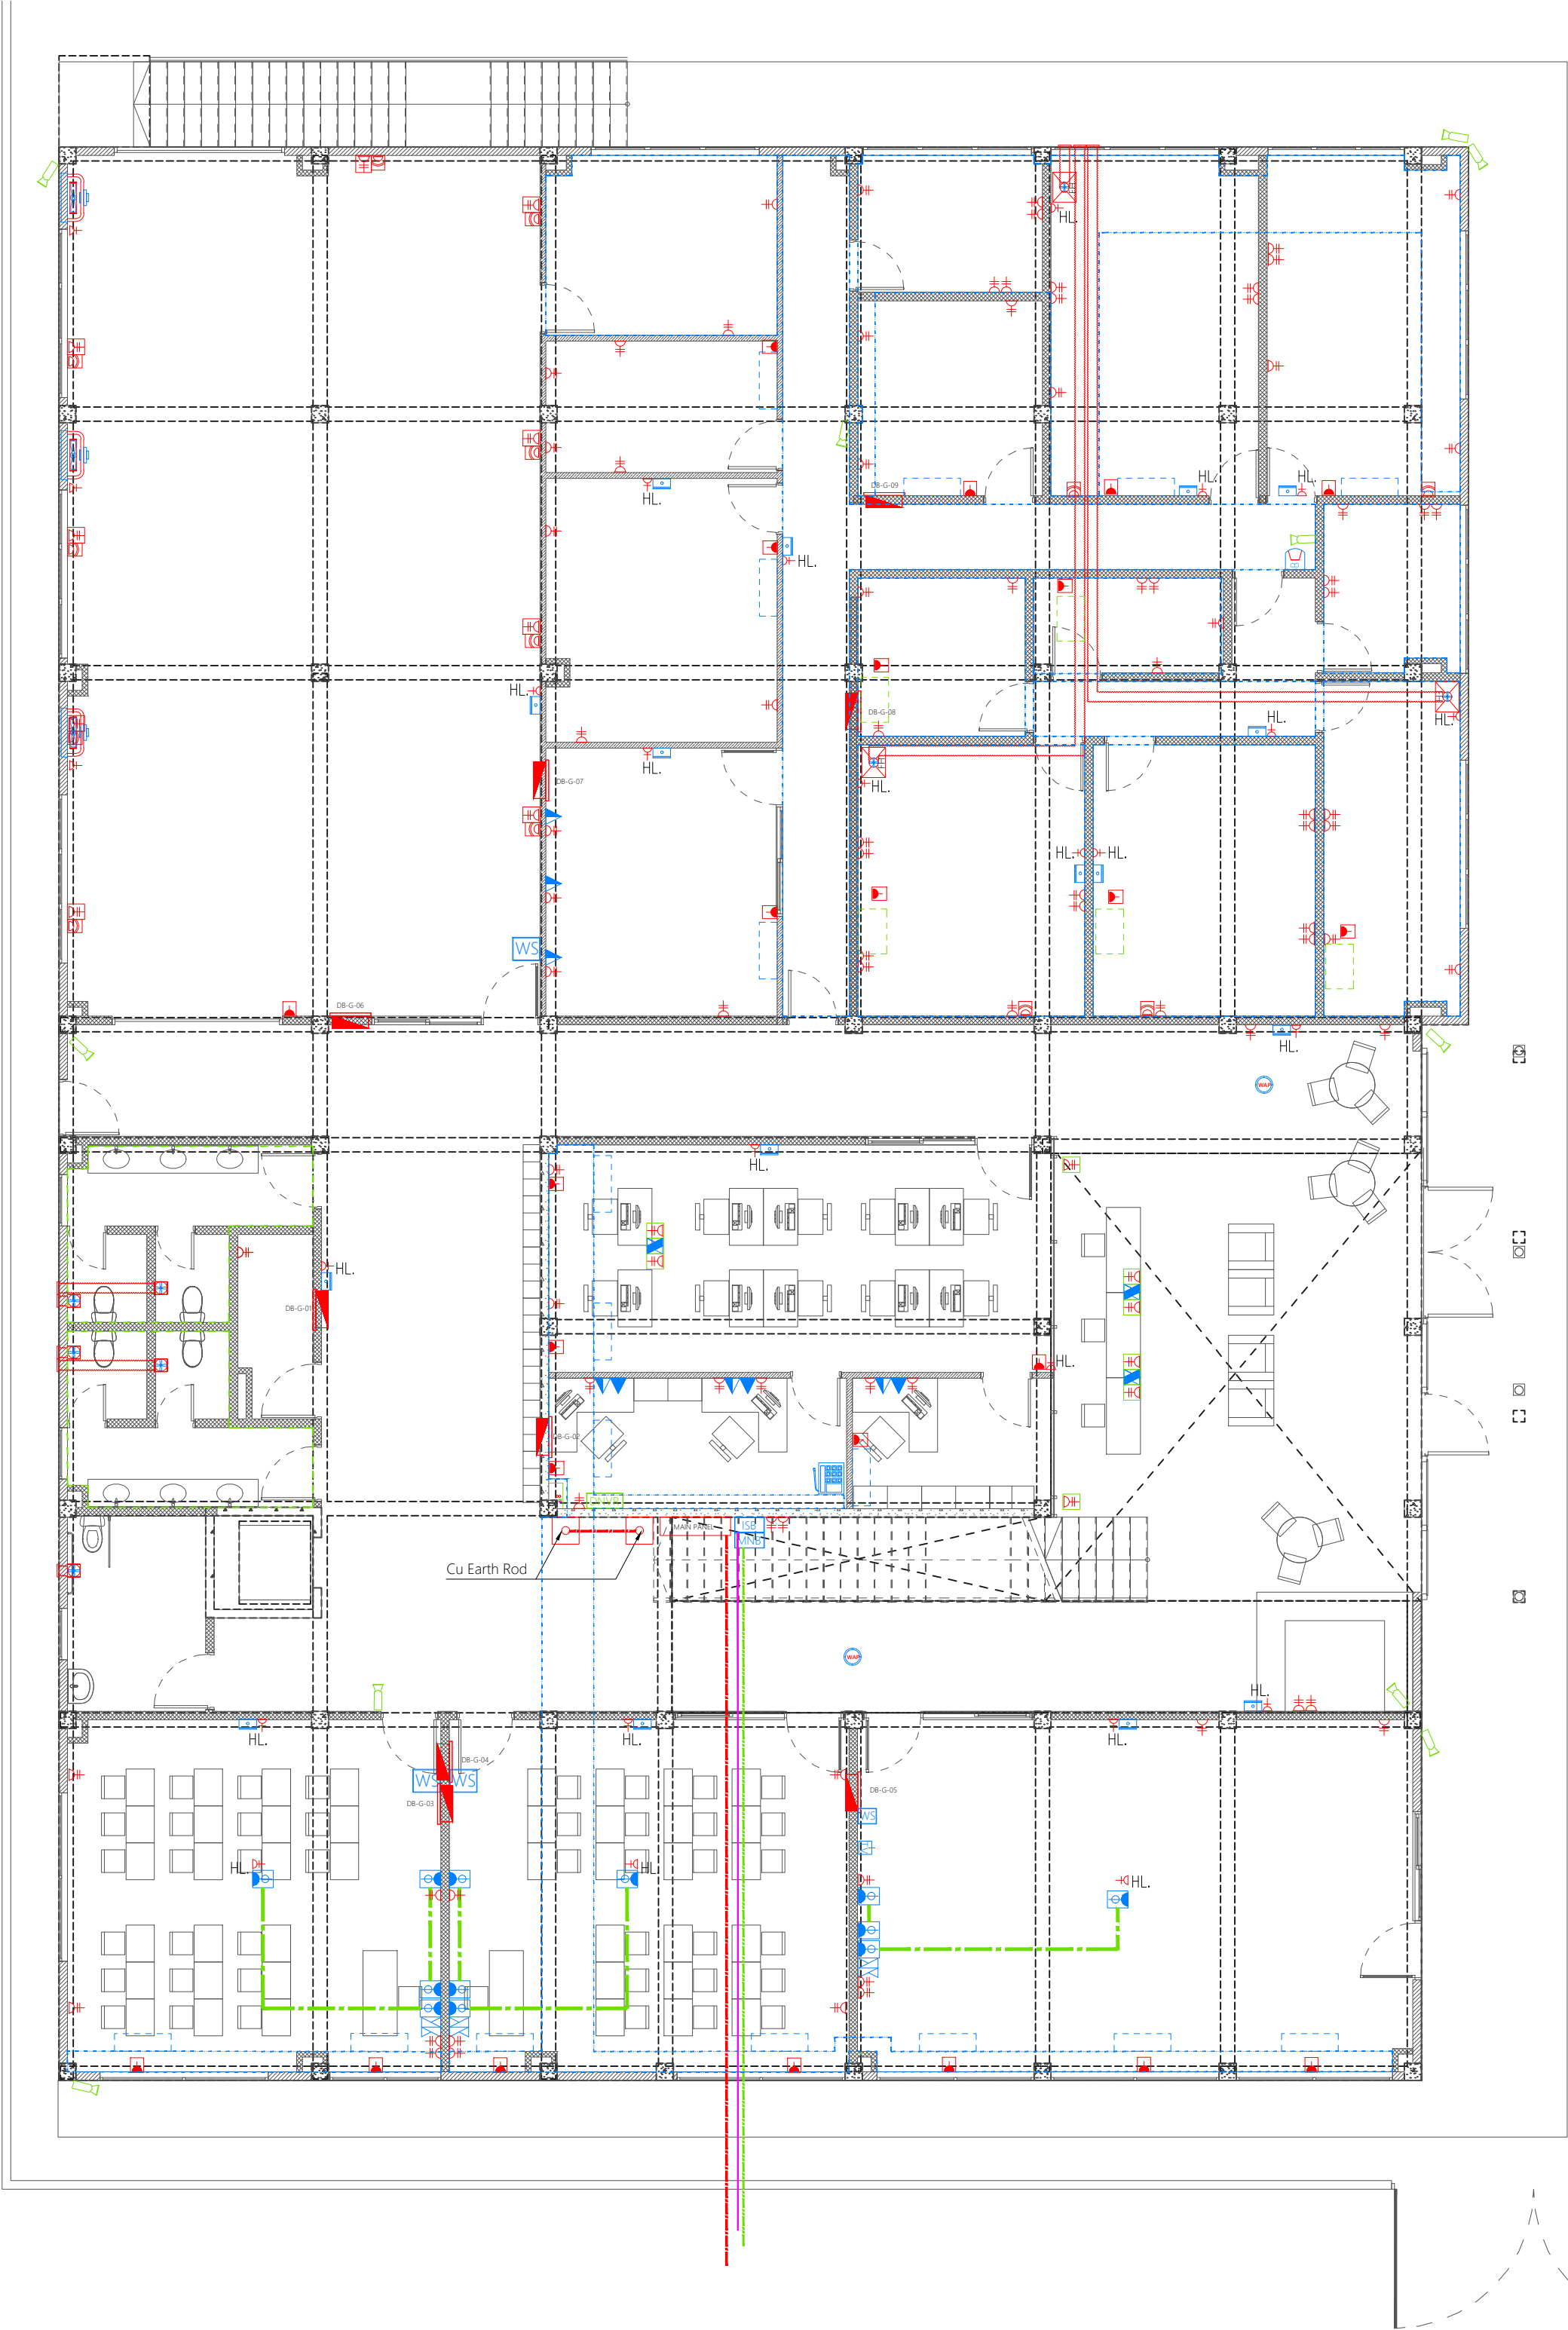 HL.
DB-G-09
HL.
HL.
HL.
HL.
DB-G-08
HL.
HL.
HL.
HL.
DB-G-07
HL.
HL.
HL.
WS
DB-G-06
HL.
WAP
HL.
HL.
DB-G-01
HL.
DB-G-02
MAIN PANEL
ISB
MNB
Cu Earth Rod
WAP
HL.
HL.
HL.
HL.
DB-G-04
WS
WS
DB-G-03
DB-G-05
WS
HL.
HL.
HL.